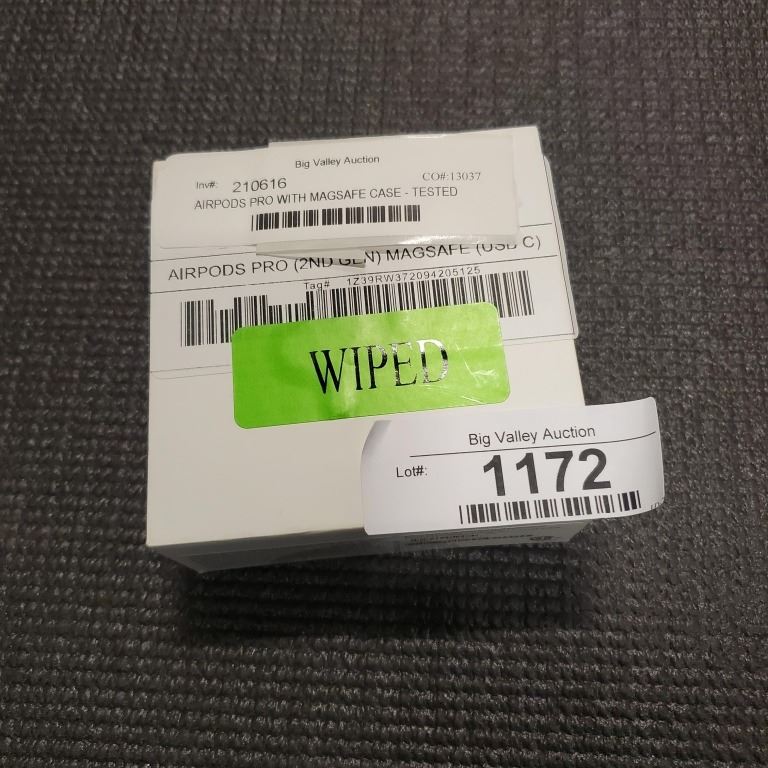 Big Valley Auction
Inv#: 210616 CO#:13037
AIRPODS PRO WITH MAGSAFE CASE - TESTED
AIRPODS PRO (2ND GEN) MAGSAFE (USB C)
Tag# 1Z39RW372094205125
WIPED
Big Valley Auction
Lot#: 1172